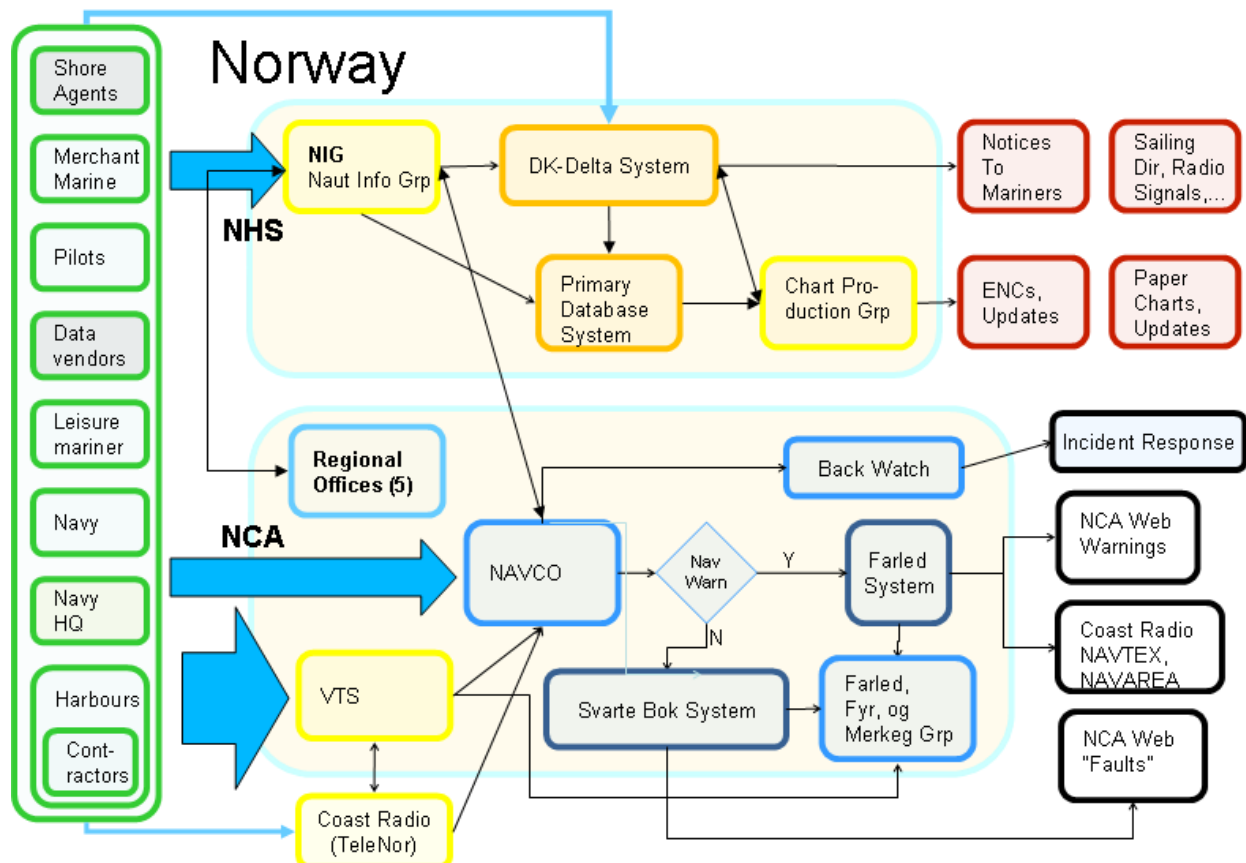 Norway
Shore
Agents
Merchant
Marine
Pilots
Data
vendors
Leisure
mariner
Navy
Navy
HQ
Harbours
Cont-
ractors
NHS
NIG
Naut Info Grp
DK-Delta System
Primary
Database
System
Chart Pro-
duction Grp
Notices
To
Mariners
Sailing
Dir, Radio
Signals,...
ENCs,
Updates
Paper
Charts,
Updates
NCA
Regional
Offices (5)
Back Watch
Incident Response
NAVCO
Nav
Warn
Y
N
Farled
System
NCA Web
Warnings
VTS
Svarte Bok System
Farled,
Fyr, og
Merkeg Grp
Coast Radio
NAVTEX,
NAVAREA
NCA Web
"Faults"
Coast Radio
(TeleNor)